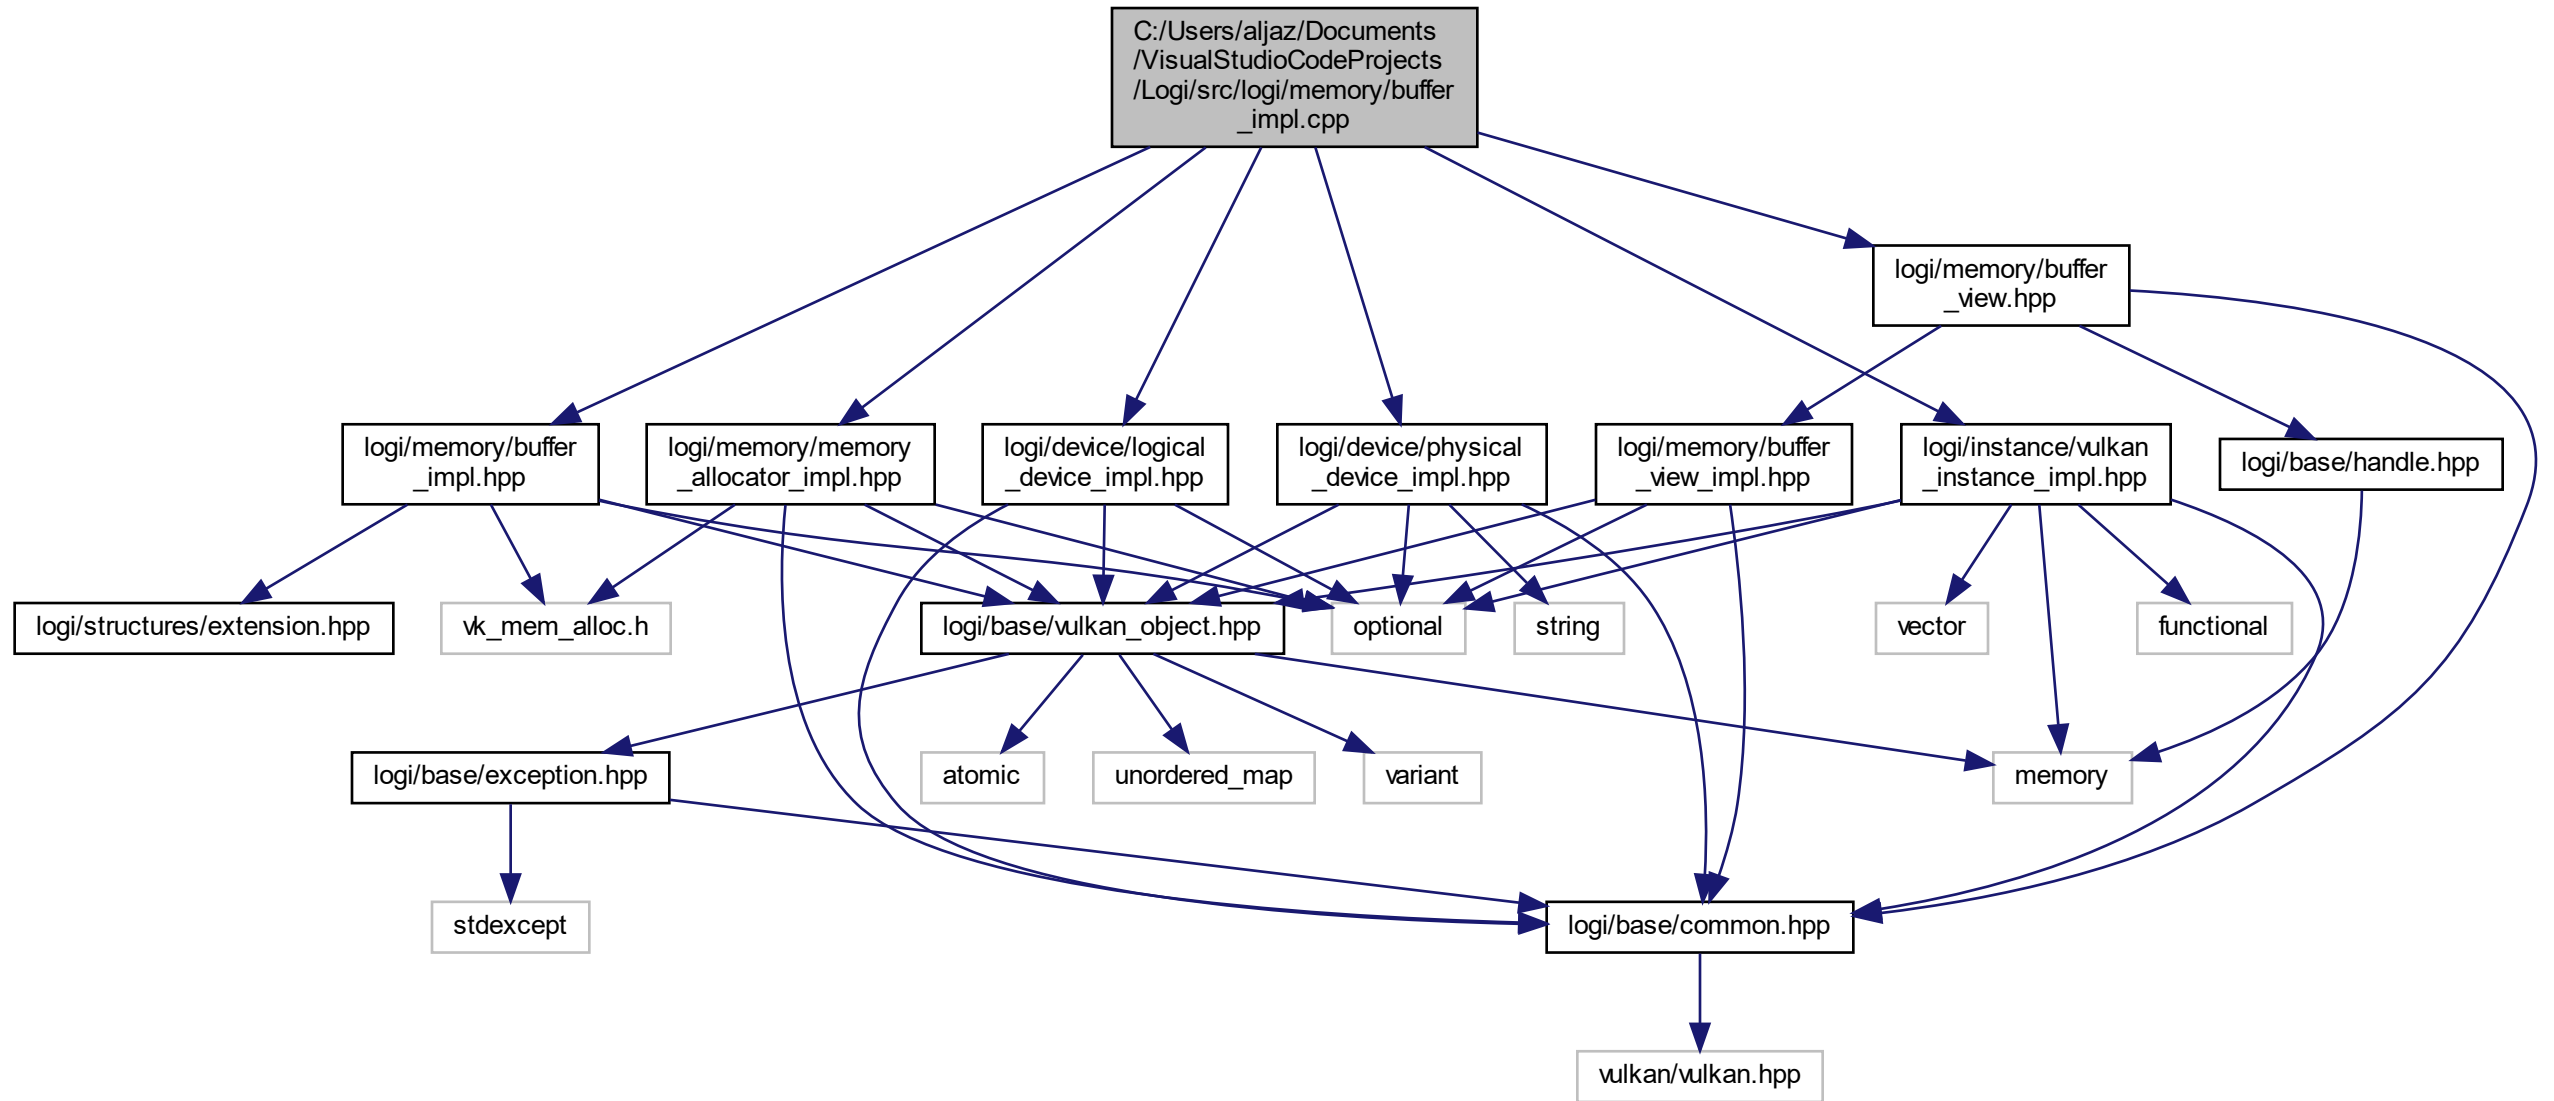 C:/Users/aljaz/Documents
/VisualStudioCodeProjects
/Logi/src/logi/memory/buffer
_impl.cpp
logi/memory/buffer
_view.hpp
logi/memory/buffer
_impl.hpp
logi/memory/memory
_allocator_impl.hpp
logi/device/logical
_device_impl.hpp
logi/device/physical
_device_impl.hpp
logi/memory/buffer
_view_impl.hpp
logi/instance/vulkan
_instance_impl.hpp
logi/base/handle.hpp
logi/structures/extension.hpp
vk_mem_alloc.h
logi/base/vulkan_object.hpp
optional
string
vector
functional
logi/base/exception.hpp
atomic
unordered_map
variant
memory
stdexcept
logi/base/common.hpp
vulkan/vulkan.hpp